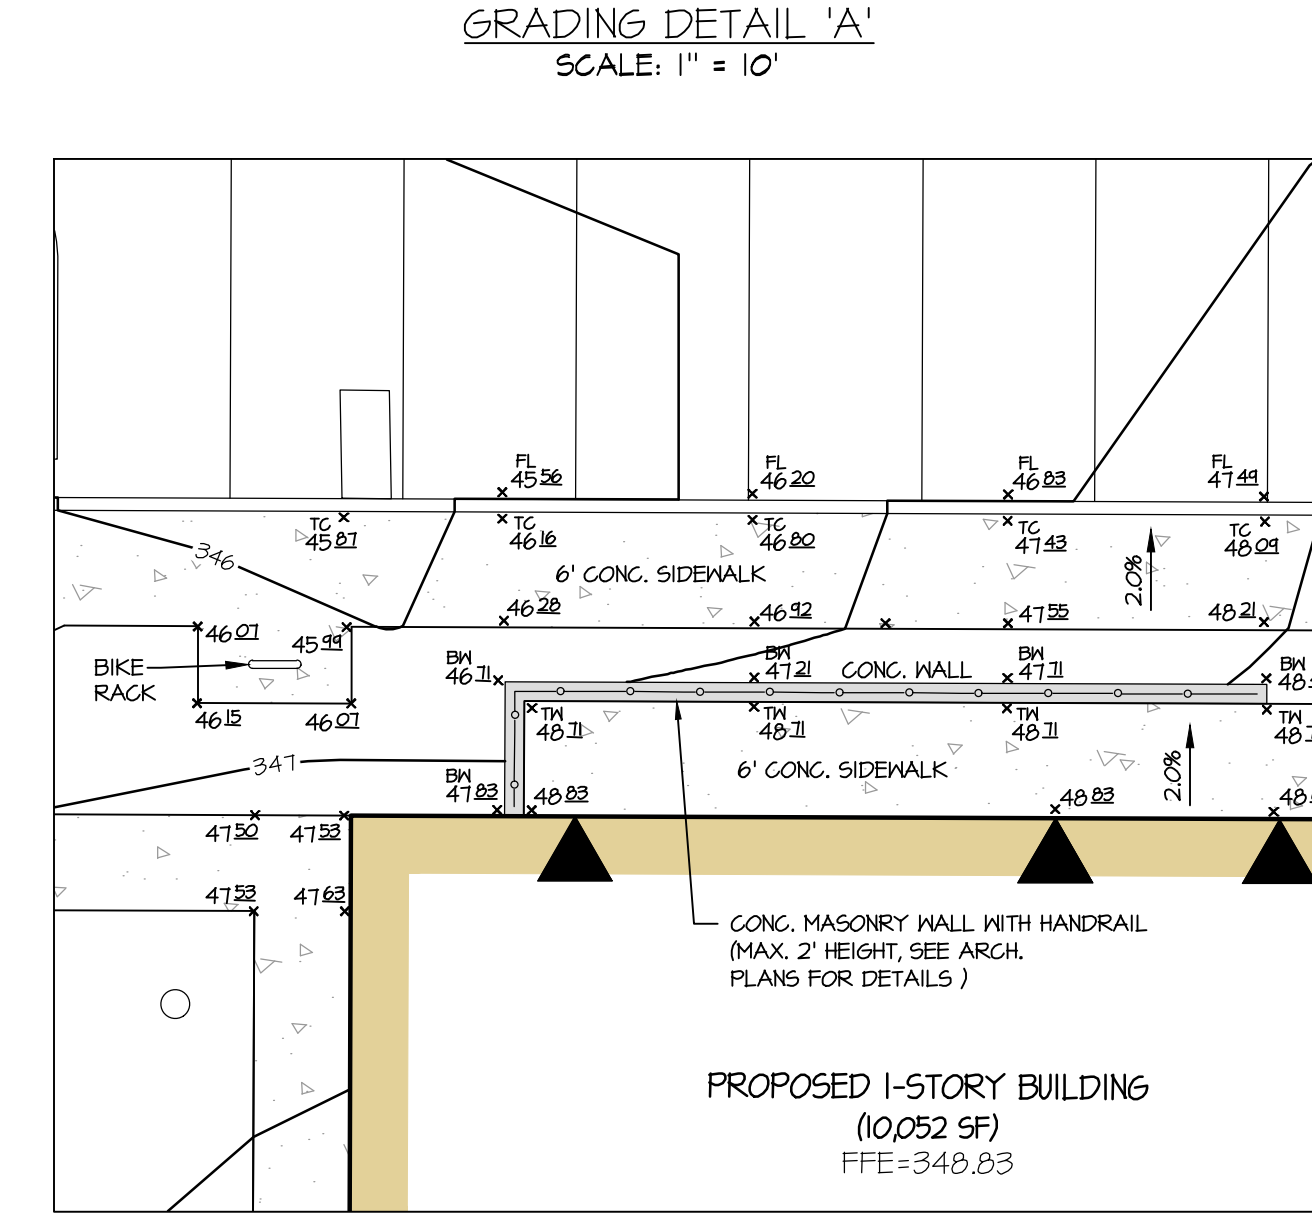 GRADING DETAIL 'A'
SCALE: 1" = 10'
FL
45 56
FL
46 20
FL
46 83
FL
47 49
TC
45 87
TC
46 16
TC
46 80
TC
47 43
TC
48 09
346
6' CONC. SIDEWALK
2.0%
46 28
46 92
47 55
48 21
46 07
45 99
BIKE
RACK
46 15
46 07
BW
46 71
BW
47 21
CONC. WALL
BW
47 71
BW
48
TW
48 71
TW
48 71
TW
48 71
TW
48
347
6' CONC. SIDEWALK
2.0%
BW
47 83
48 83
48 83
48
47 50
47 53
47 53
47 63
CONC. MASONRY WALL WITH HANDRAIL
(MAX. 2' HEIGHT, SEE ARCH.
PLANS FOR DETAILS )
PROPOSED 1-STORY BUILDING
(10,052 SF)
FFE=348.83